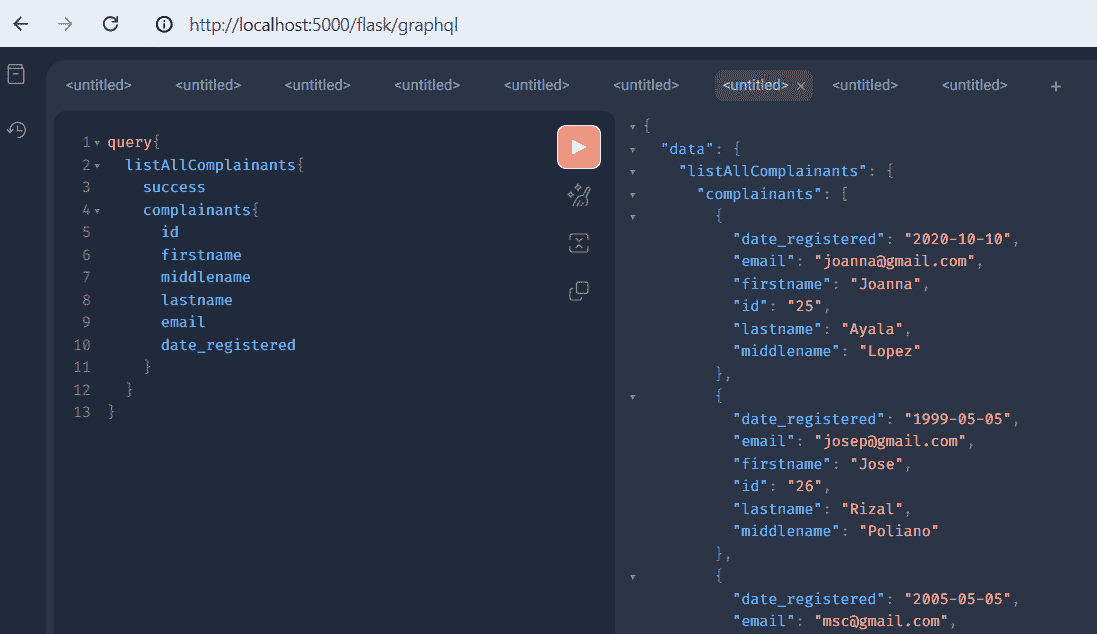 http://localhost:5000/flask/graphql
<untitled> <untitled> <untitled> <untitled> <untitled> <untitled> <untitled> × <untitled> <untitled> +
1 query{
2 listAllComplainants{
3 success
4 complainants{
5 id
6 firstname
7 middlename
8 lastname
9 email
10 date_registered
11 }
12 }
13 }
{
"data": {
"listAllComplainants": {
"complainants": [
{
"date_registered": "2020-10-10",
"email": "joanna@gmail.com",
"firstname": "Joanna",
"id": "25",
"lastname": "Ayala",
"middlename": "Lopez"
},
{
"date_registered": "1999-05-05",
"email": "josep@gmail.com",
"firstname": "Jose",
"id": "26",
"lastname": "Rizal",
"middlename": "Poliano"
},
{
"date_registered": "2005-05-05",
"email": "msc@gmail.com",